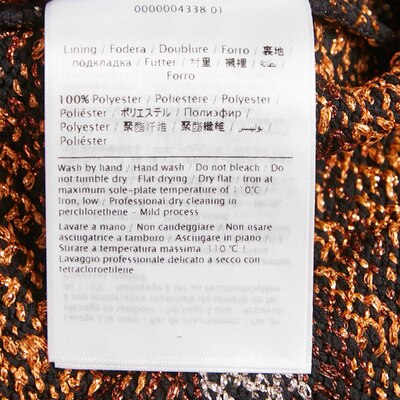 0000004338 01
Lining / Fodera / Doublure / Forro / 裏地 /
подкладка / Futter / 衬里 / 襯裡 / بطانة /
Forro
100% Polyester / Poliestere / Polyester /
Poliéster / ポリエステル / Полиэфир /
Polyester / 聚酯纤维 / 聚酯纖維 / بوليستر /
Poliéster
Wash by hand / Hand wash / Do not bleach / Do
not tumble dry / Flat drying / Dry flat / Iron at
maximum sole-plate temperature of 110°C /
Iron, low / Professional dry cleaning in
perchlorethene - Mild process
Lavare a mano / Non candeggiare / Non usare
asciugatrice a tamburo / Asciugare in piano /
Stirare a temperatura massima 110°C /
Lavaggio professionale delicato a secco con
tetracloroetilene